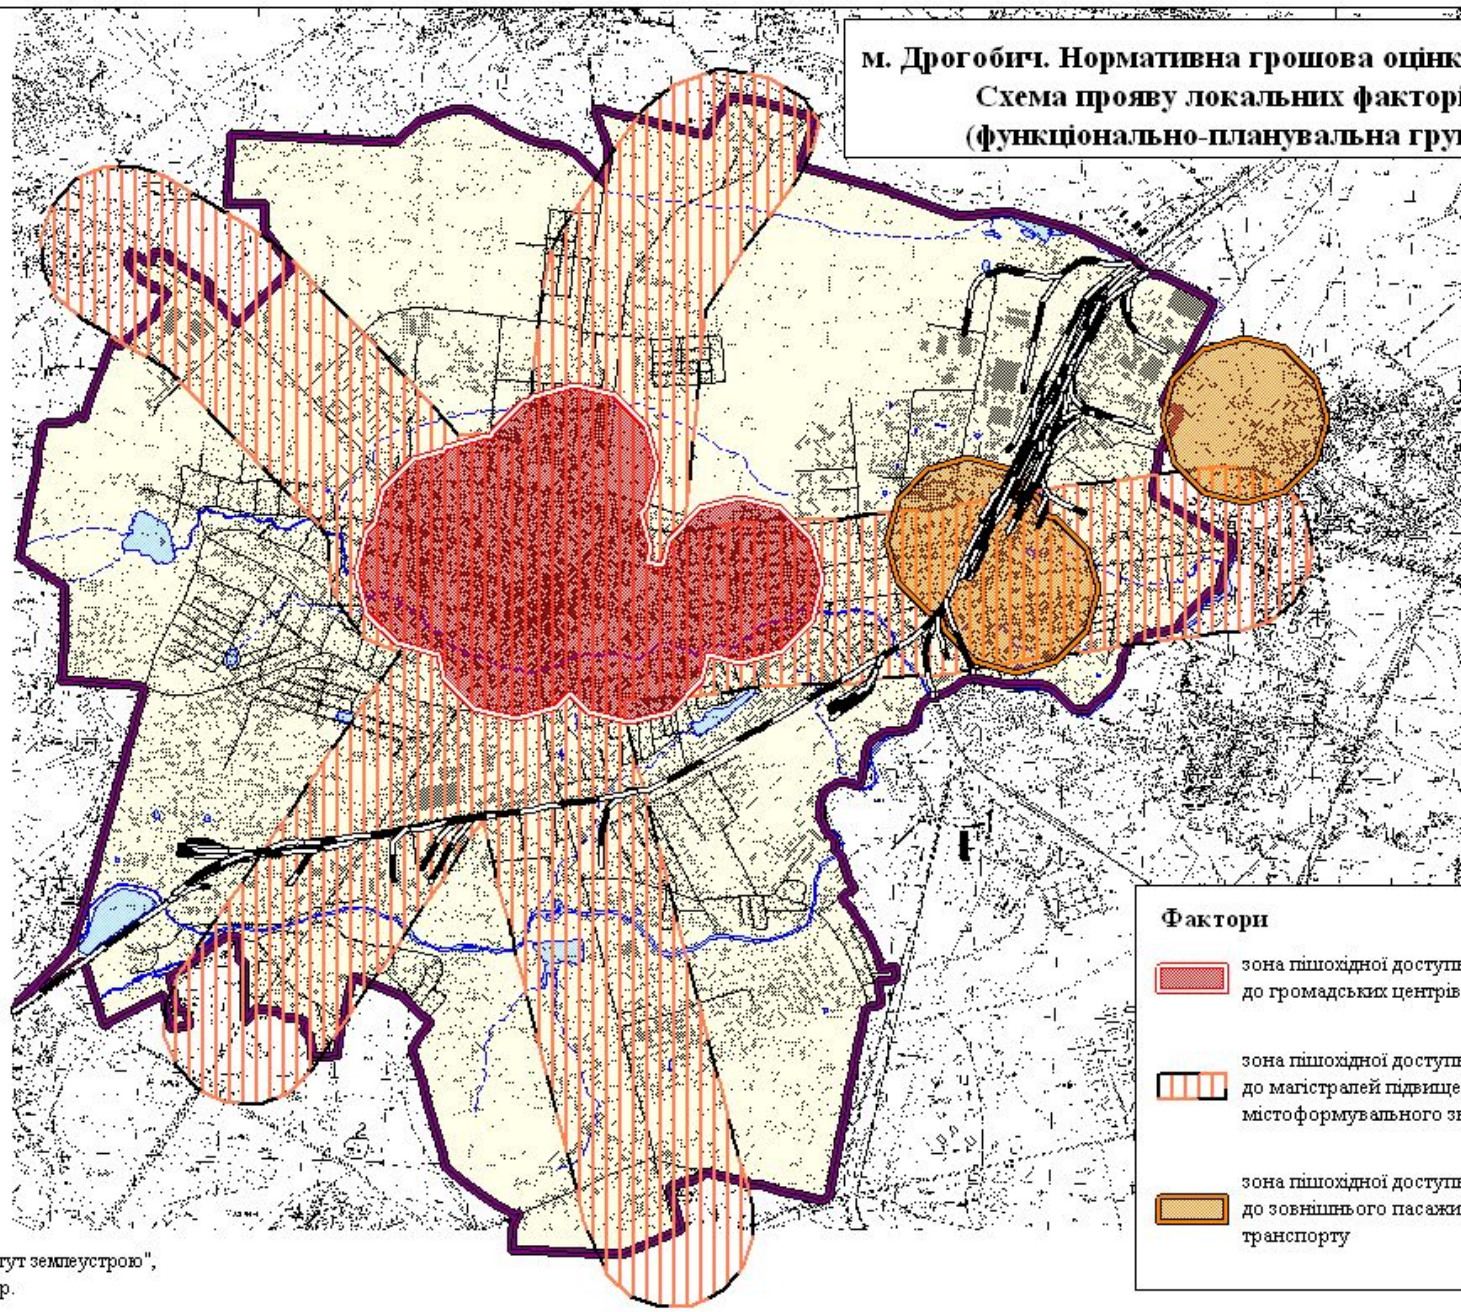 м. Дрогобич. Нормативна грошова оцінк
Схема прояву локальних факторі
(функціонально-планувальна груп
Фактори
зона пішохідної доступн
до громадських центрів
зона пішохідної доступн
до магістралей підвище
містоформувального зн
зона пішохідної доступн
до зовнішнього пасажи
транспорту
тут землеустрою",
р.